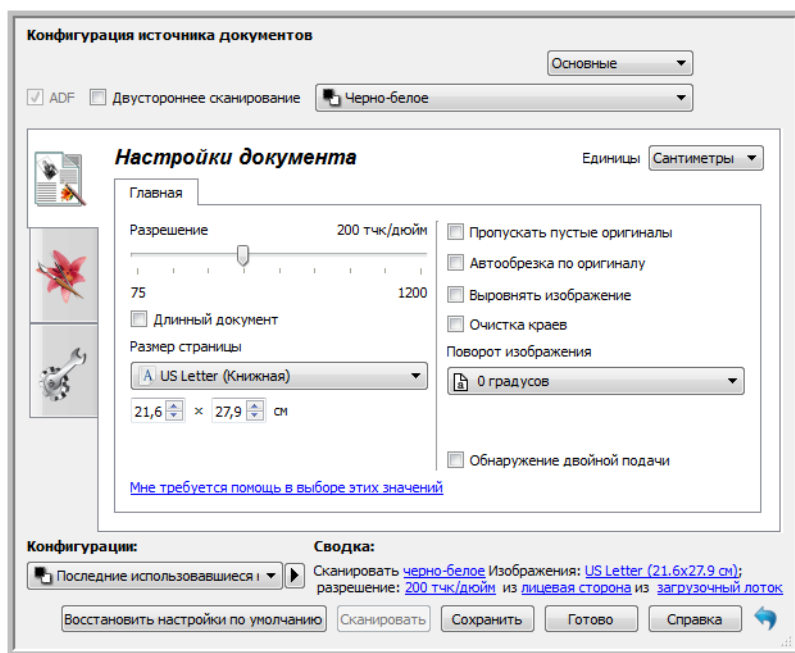 Конфигурация источника документов
Основные
ADF Двустороннее сканирование Черно-белое
Настройки документа Единицы Сантиметры
Главная
Разрешение 200 тчк/дюйм
75 1200
Длинный документ
Размер страницы
US Letter (Книжная)
21,6 × 27,9 см
Пропускать пустые оригиналы
Автообрезка по оригиналу
Выровнять изображение
Очистка краев
Поворот изображения
0 градусов
Обнаружение двойной подачи
Мне требуется помощь в выборе этих значений
Конфигурации:
Последние использовавшиеся
Сводка:
Сканировать черно-белое Изображения: US Letter (21.6x27.9 см);
разрешение: 200 тчк/дюйм из лицевая сторона из загрузочный лоток
Восстановить настройки по умолчанию Сканировать Сохранить Готово Справка